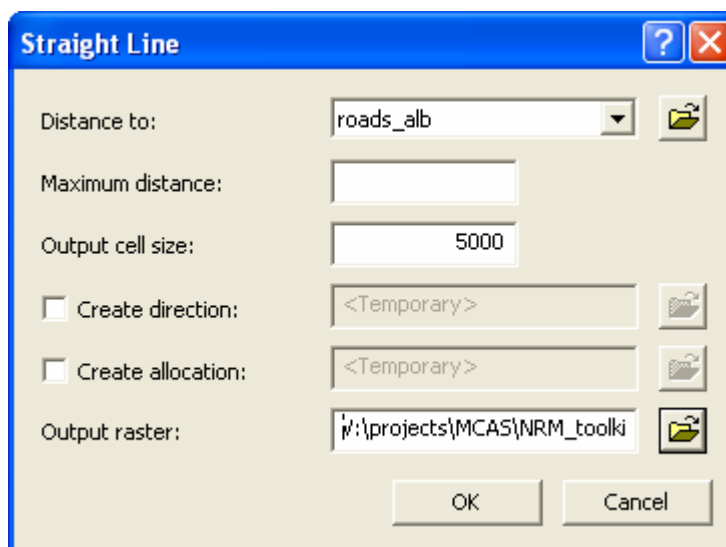 Straight Line
Distance to: roads_alb
Maximum distance:
Output cell size: 5000
Create direction: <Temporary>
Create allocation: <Temporary>
Output raster: V:\projects\MCAS\NRM_toolki
OK Cancel